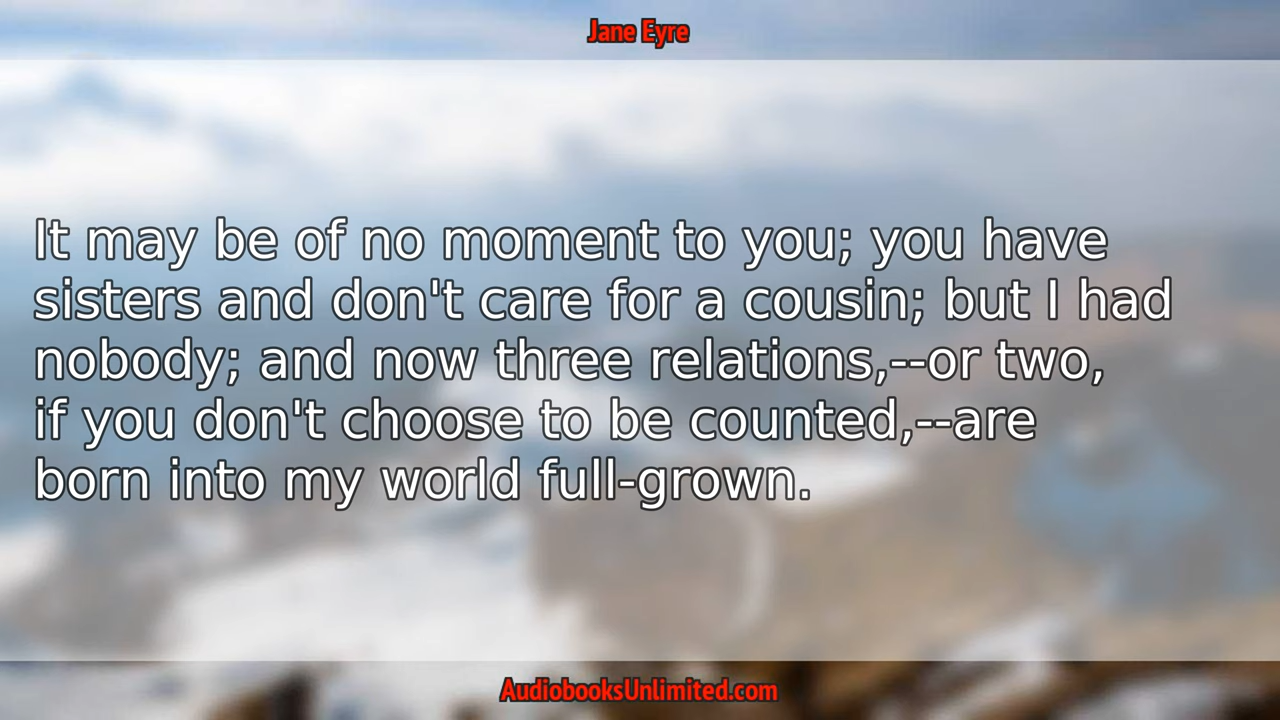 Jane Eyre
It may be of no moment to you; you have
sisters and don't care for a cousin; but I had
nobody; and now three relations,--or two,
if you don't choose to be counted,--are
born into my world full-grown.
AudiobooksUnlimited.com